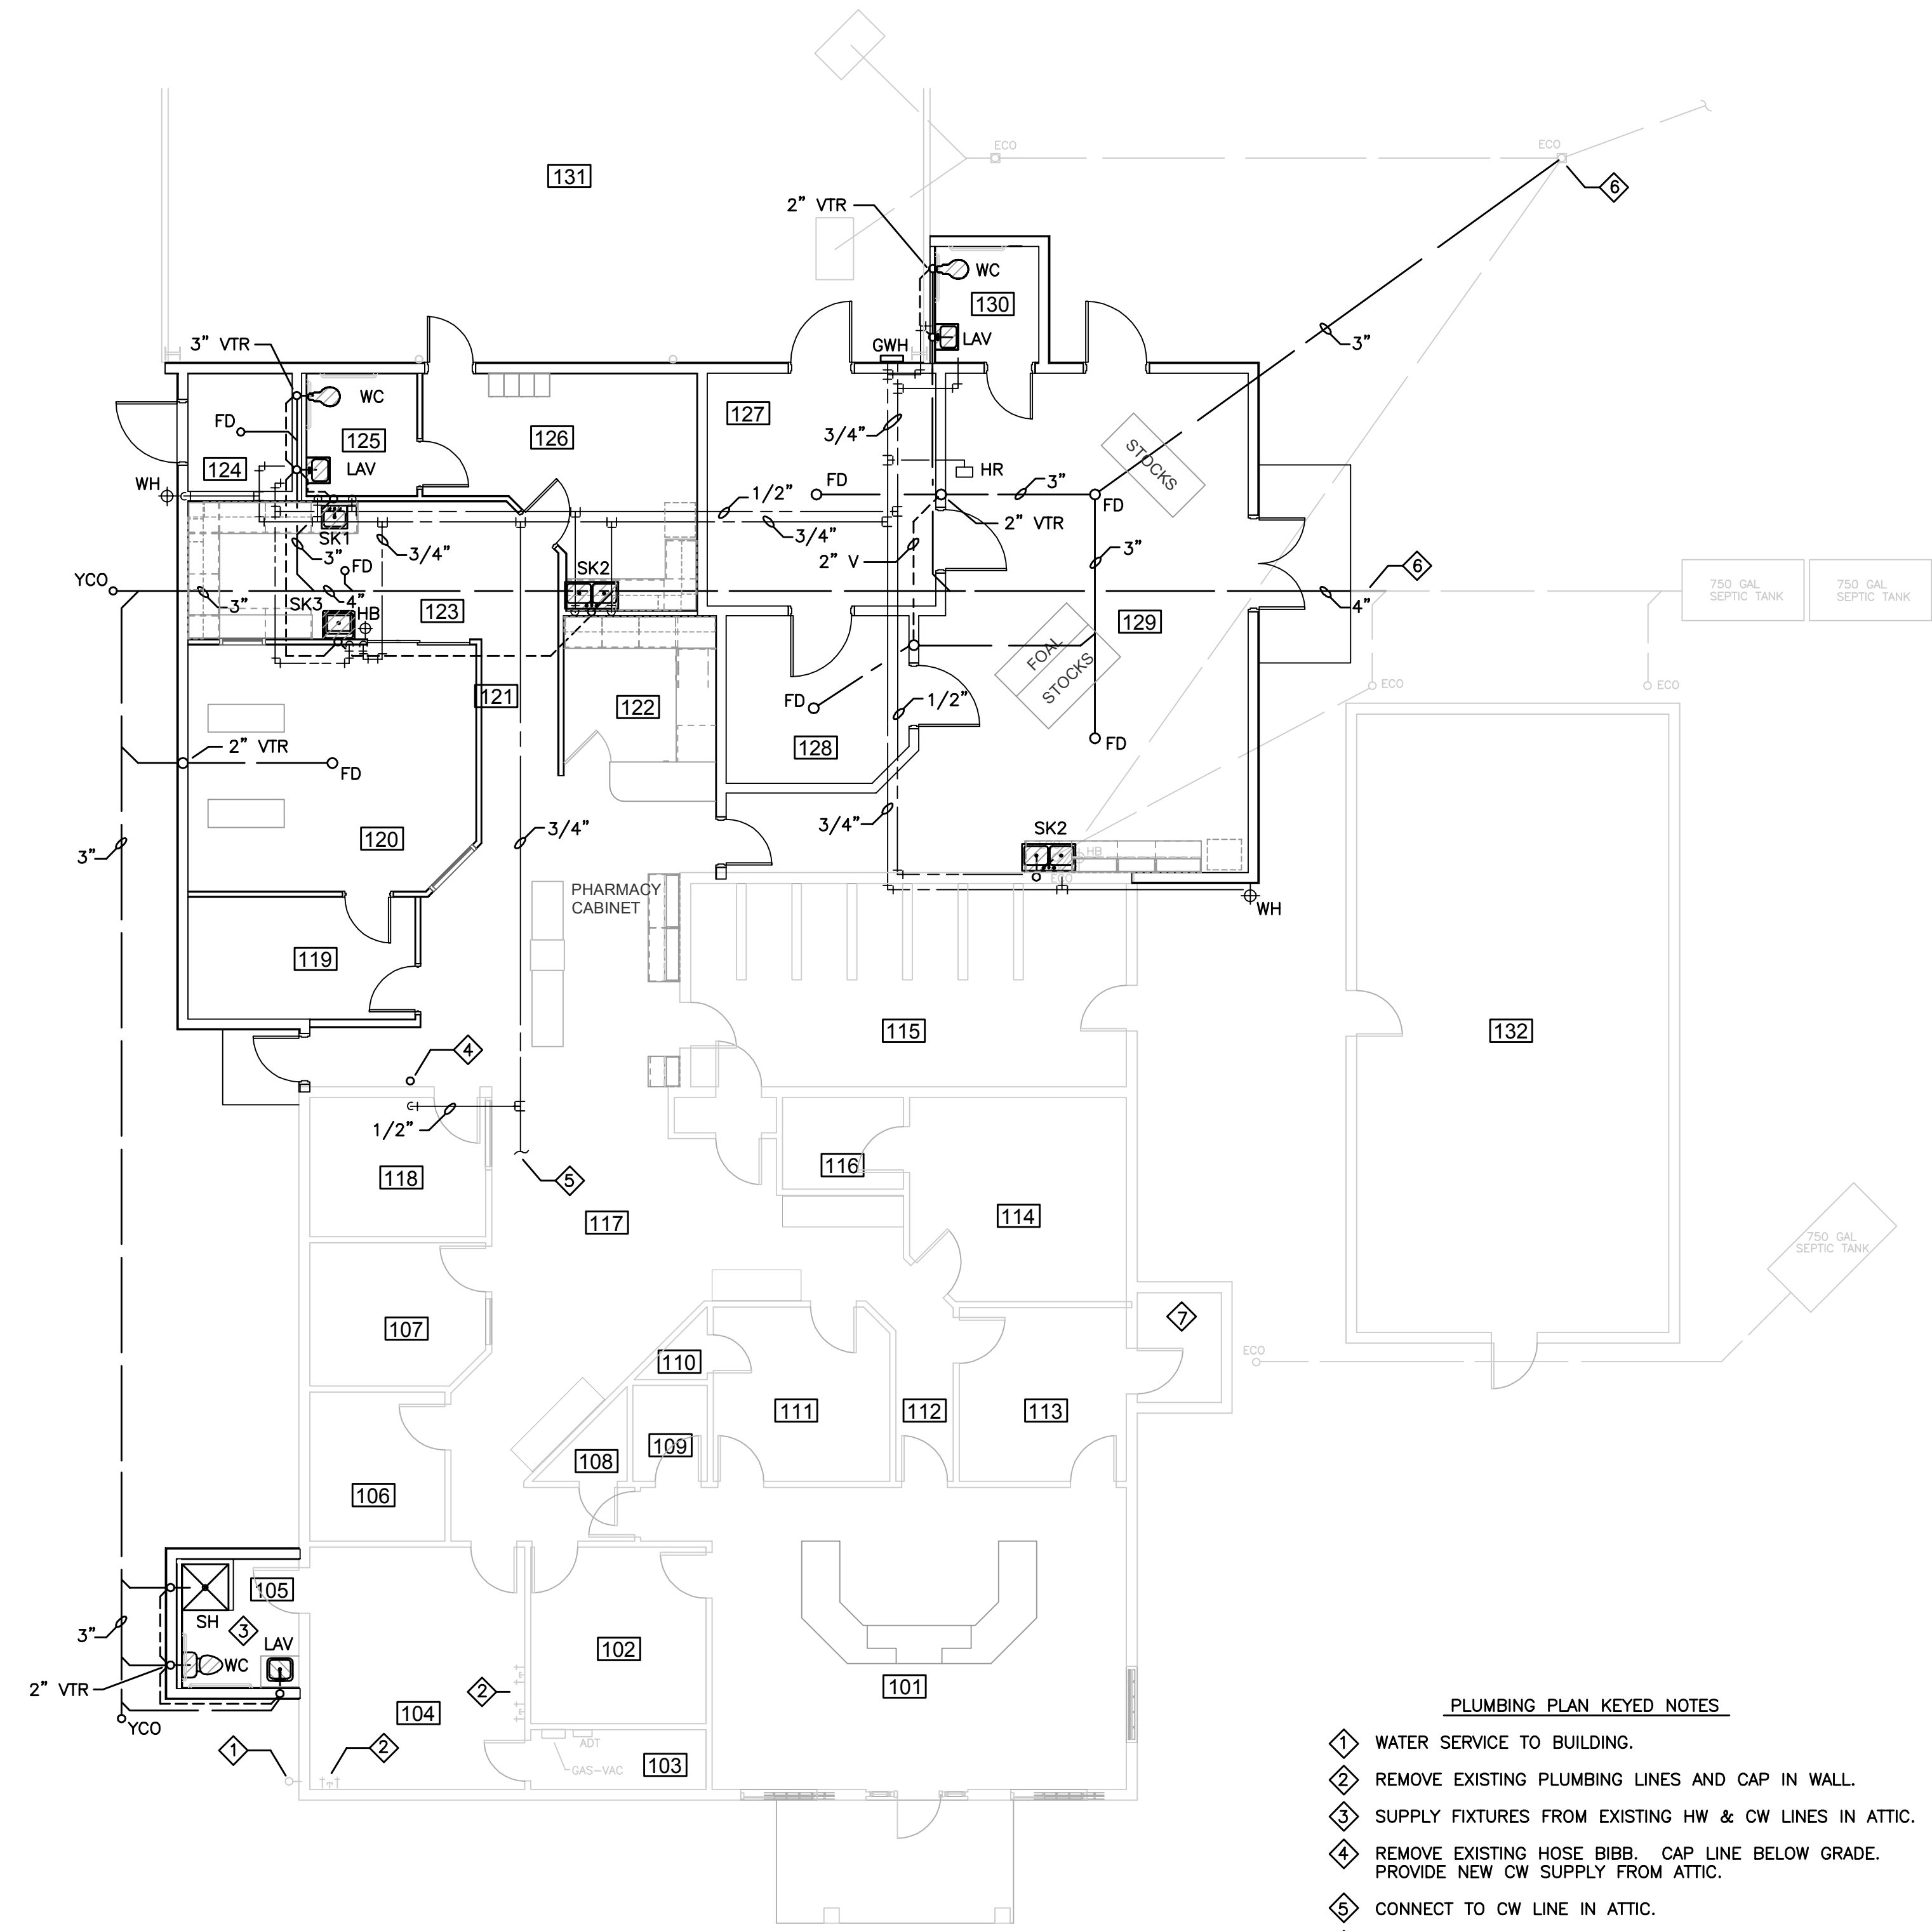 ECO
ECO
131
6
2" VTR
WC
130
LAV
3"
3" VTR
GWH
WC
127
FD
125
126
3/4"
STOCKS
124
LAV
HR
WH
FD
3"
FD
1/2"
SK1
3/4"
2" VTR
3"
3/4"
3"
FD
2" V
SK2
6
YCO
3"
4"
SK3
HB
123
4"
750 GAL
SEPTIC TANK
750 GAL
SEPTIC TANK
129
FOAL
STOCKS
121
122
FD
1/2"
ECO
ECO
2" VTR
128
FD
FD
3"
120
3/4"
3/4"
SK2
HB
ECO
PHARMACY
CABINET
WH
119
115
132
4
1/2"
118
5
116
117
114
750 GAL
SEPTIC TANK
107
7
ECO
110
111
112
113
109
108
106
105
SH
3
3"
LAV
WC
102
2" VTR
2
101
104
YCO
1
2
ADT
GAS-VAC
103
PLUMBING PLAN KEYED NOTES
1 WATER SERVICE TO BUILDING.
2 REMOVE EXISTING PLUMBING LINES AND CAP IN WALL.
3 SUPPLY FIXTURES FROM EXISTING HW & CW LINES IN ATTIC.
4 REMOVE EXISTING HOSE BIBB. CAP LINE BELOW GRADE.
PROVIDE NEW CW SUPPLY FROM ATTIC.
5 CONNECT TO CW LINE IN ATTIC.